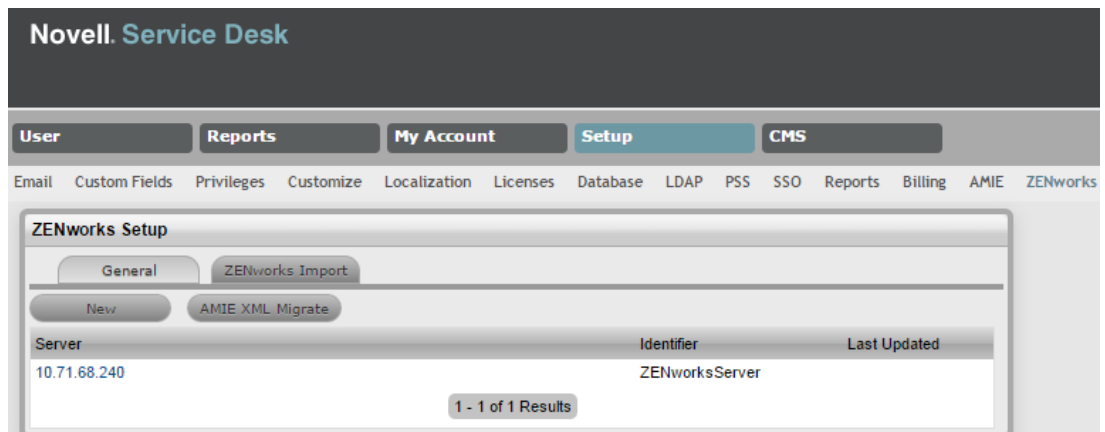 Novell. Service Desk
User Reports My Account Setup CMS
Email Custom Fields Privileges Customize Localization Licenses Database LDAP PSS SSO Reports Billing AMIE ZENworks
ZENworks Setup
General ZENworks Import
New AMIE XML Migrate
Server Identifier Last Updated
10.71.68.240 ZENworksServer
1 - 1 of 1 Results